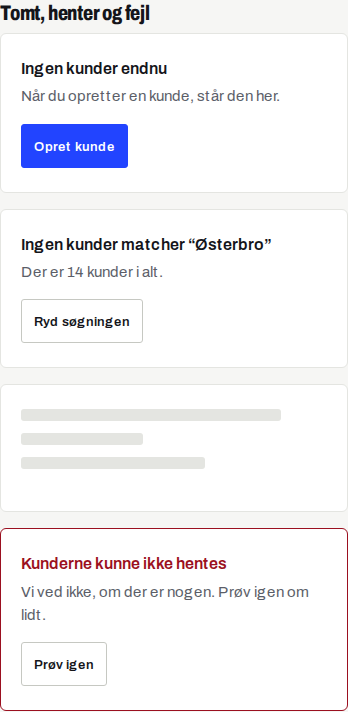 Tomt, henter og fejl
Ingen kunder endnu
Når du opretter en kunde, står den her.
Opret kunde
Ingen kunder matcher “Østerbro”
Der er 14 kunder i alt.
Ryd søgningen
Kunderne kunne ikke hentes
Vi ved ikke, om der er nogen. Prøv igen om
lidt.
Prøv igen